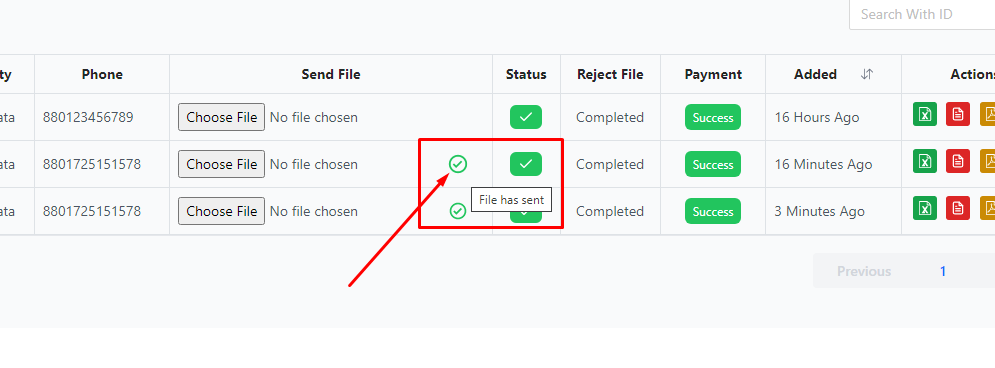 Search With ID
ty Phone Send File Status Reject File Payment Added Actions
ata 880123456789 Choose File No file chosen Completed Success 16 Hours Ago
ata 8801725151578 Choose File No file chosen Completed Success 16 Minutes Ago
File has sent
ata 8801725151578 Choose File No file chosen Completed Success 3 Minutes Ago
Previous 1